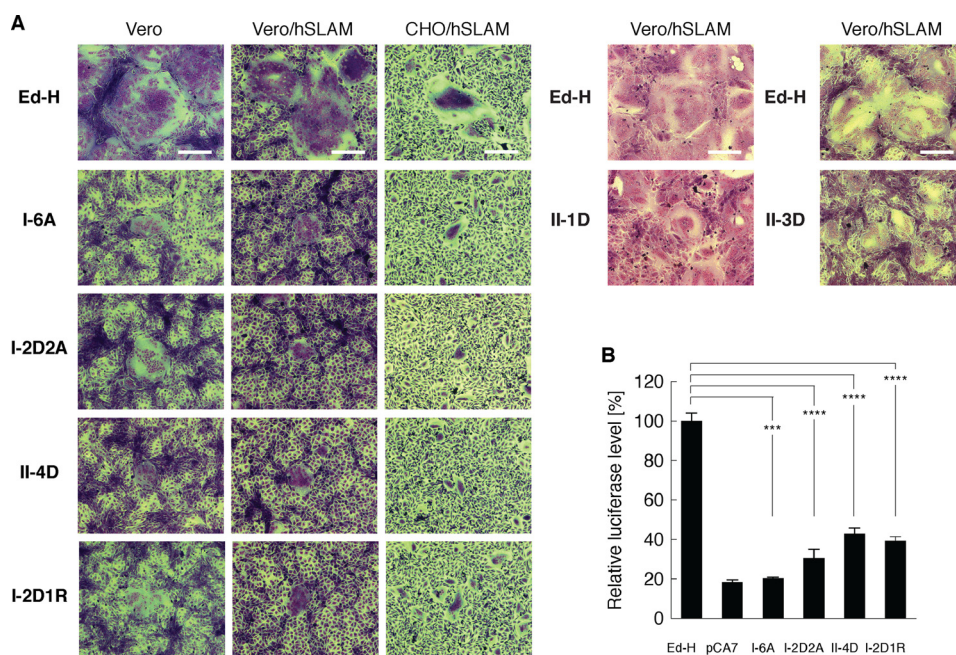 A
Vero
Vero/hSLAM
CHO/hSLAM
Vero/hSLAM
Vero/hSLAM
Ed-H
Ed-H
Ed-H
I-6A
II-1D
II-3D
I-2D2A
II-4D
I-2D1R
B
Relative luciferase level [%]
120
100
80
60
40
20
0
****
****
****
***
Ed-H pCA7 I-6A I-2D2A II-4D I-2D1R